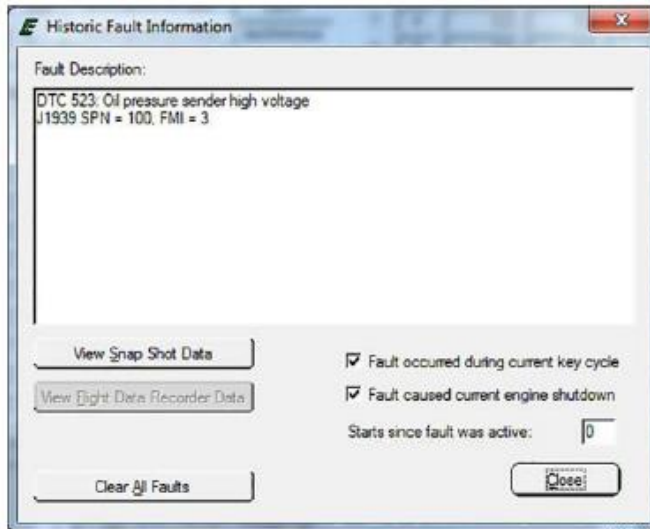 Historic Fault Information
Fault Description:
DTC 523: Oil pressure sender high voltage
J1939 SPN = 100, FMI = 3
View Snap Shot Data
View Flight Data Recorder Data
Clear All Faults
Fault occurred during current key cycle
Fault caused current engine shutdown
Starts since fault was active: 0
Close